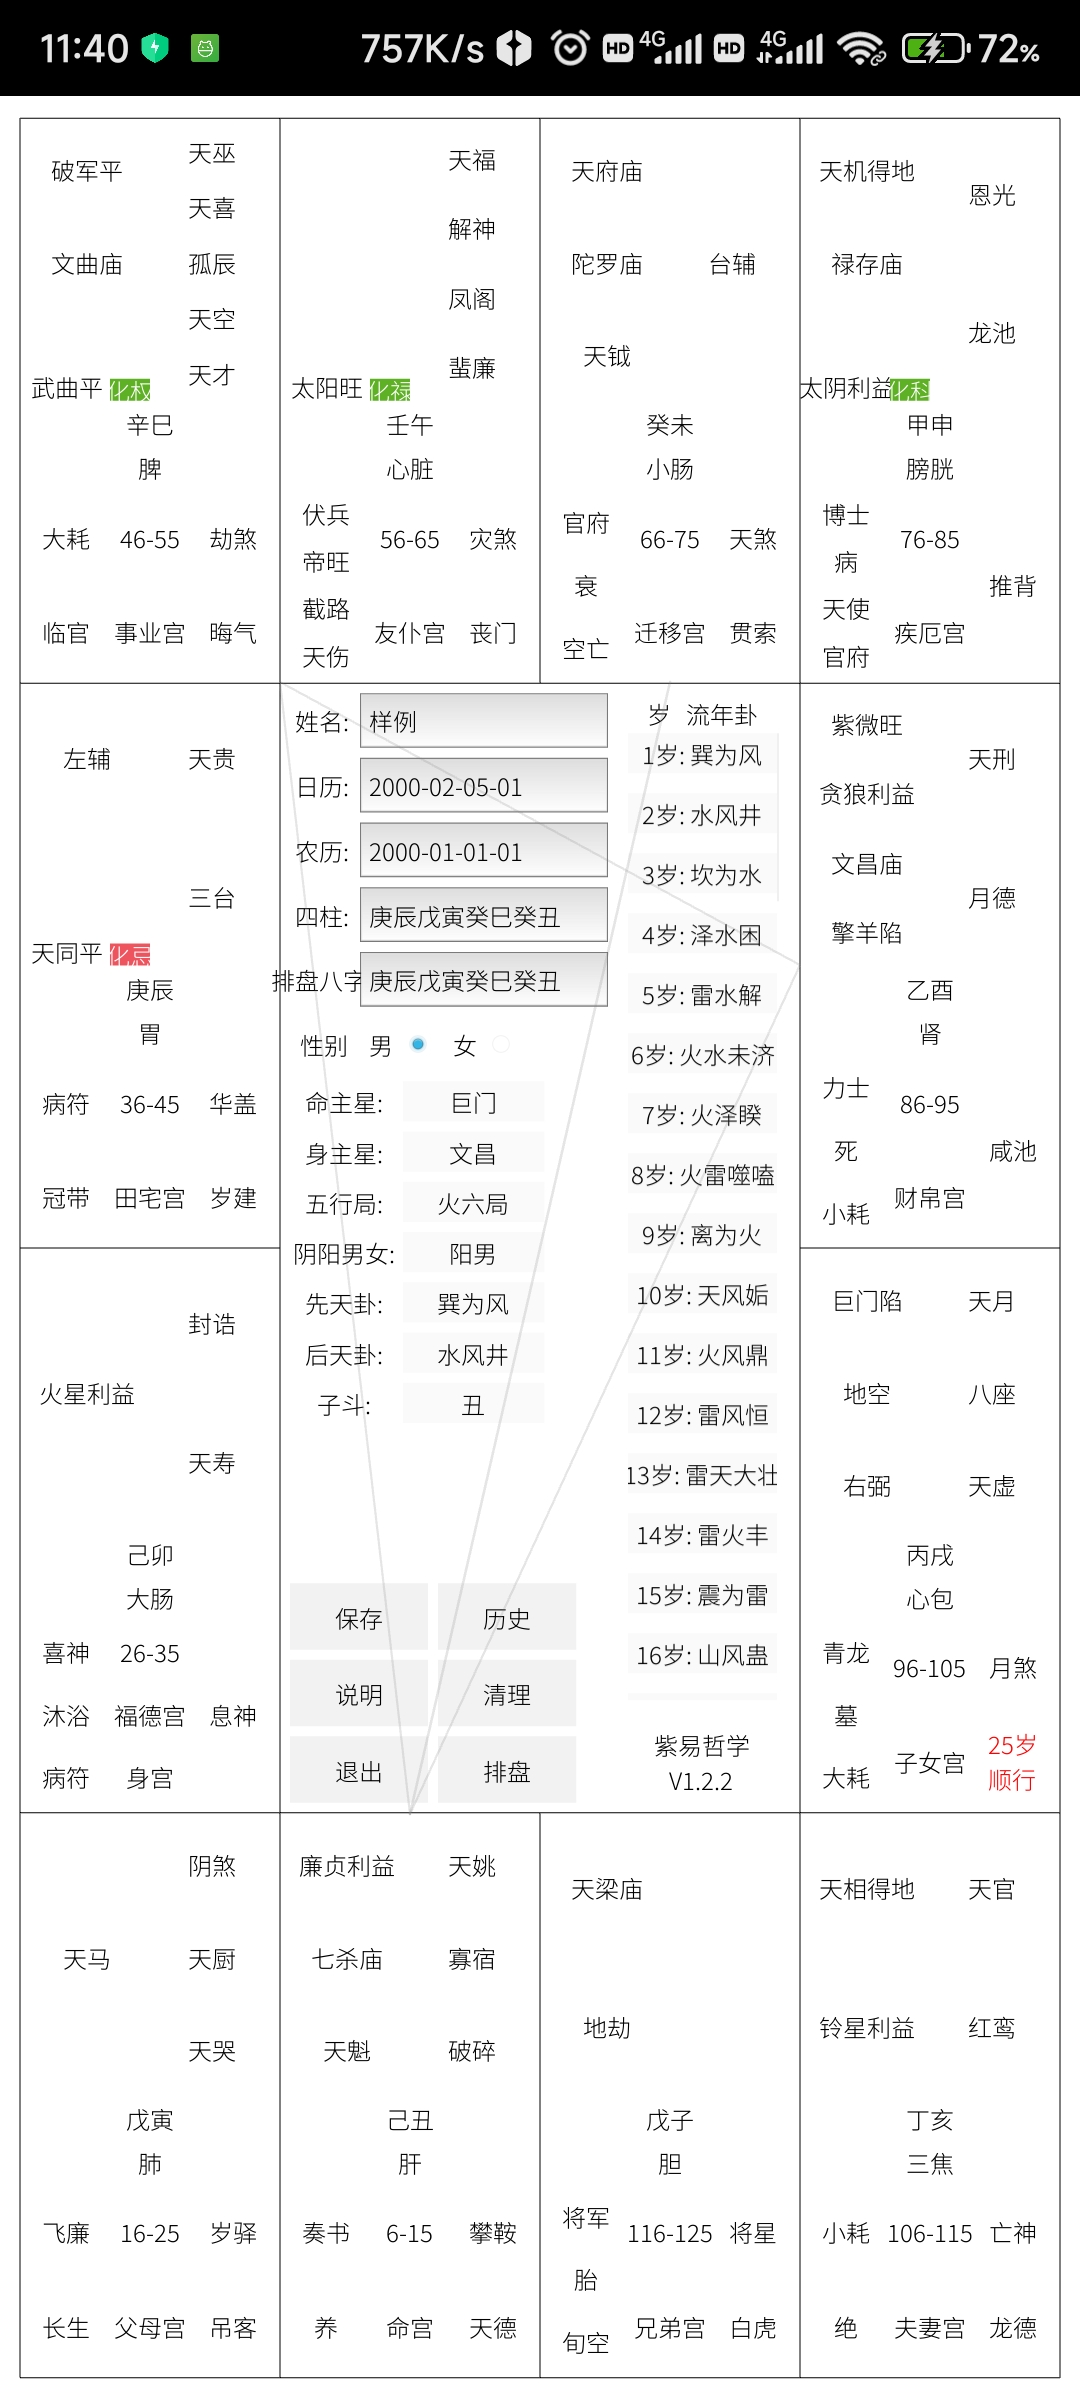 11:40 757K/s HD 4G HD 4G 72%
破军平 天巫
天喜
文曲庙 孤辰
天空
武曲平 化权 天才
辛巳
脾
大耗 46-55 劫煞
临官 事业宫 晦气
天福
解神
凤阁
太阳旺 化禄 蜚廉
壬午
心脏
伏兵 56-65 灾煞
帝旺
截路
天伤 友仆宫 丧门
天府庙
陀罗庙 台辅
天钺
癸未
小肠
官府 66-75 天煞
衰
空亡 迁移宫 贯索
天机得地 恩光
禄存庙
龙池
太阴利益 化科
甲申
膀胱
博士 76-85
病 推背
天使
官府 疾厄宫
左辅 天贵
三台
天同平 化忌
庚辰
胃
病符 36-45 华盖
冠带 田宅宫 岁建
姓名: 样例
日历: 2000-02-05-01
农历: 2000-01-01-01
四柱: 庚辰戊寅癸巳癸丑
排盘八字 庚辰戊寅癸巳癸丑
性别 男 女
命主星: 巨门
身主星: 文昌
五行局: 火六局
阴阳男女: 阳男
先天卦: 巽为风
后天卦: 水风井
子斗: 丑
保存 历史
说明 清理
退出 排盘
岁 流年卦
1岁: 巽为风
2岁: 水风井
3岁: 坎为水
4岁: 泽水困
5岁: 雷水解
6岁: 火水未济
7岁: 火泽睽
8岁: 火雷噬嗑
9岁: 离为火
10岁: 天风姤
11岁: 火风鼎
12岁: 雷风恒
13岁: 雷天大壮
14岁: 雷火丰
15岁: 震为雷
16岁: 山风蛊
紫易哲学
V1.2.2
紫微旺 天刑
贪狼利益
文昌庙 月德
擎羊陷
乙酉
肾
力士 86-95
死 咸池
小耗 财帛宫
封诰
火星利益
天寿
己卯
大肠
喜神 26-35
沐浴 福德宫 息神
病符 身宫
巨门陷 天月
地空 八座
右弼 天虚
丙戌
心包
青龙 96-105 月煞
墓
大耗 子女宫 25岁
顺行
阴煞
天马 天厨
天哭
戊寅
肺
飞廉 16-25 岁驿
长生 父母宫 吊客
廉贞利益 天姚
七杀庙 寡宿
天魁 破碎
己丑
肝
奏书 6-15 攀鞍
养 命宫 天德
天梁庙
地劫
戊子
胆
将军 116-125 将星
胎
旬空 兄弟宫 白虎
天相得地 天官
铃星利益 红鸾
丁亥
三焦
小耗 106-115 亡神
绝 夫妻宫 龙德